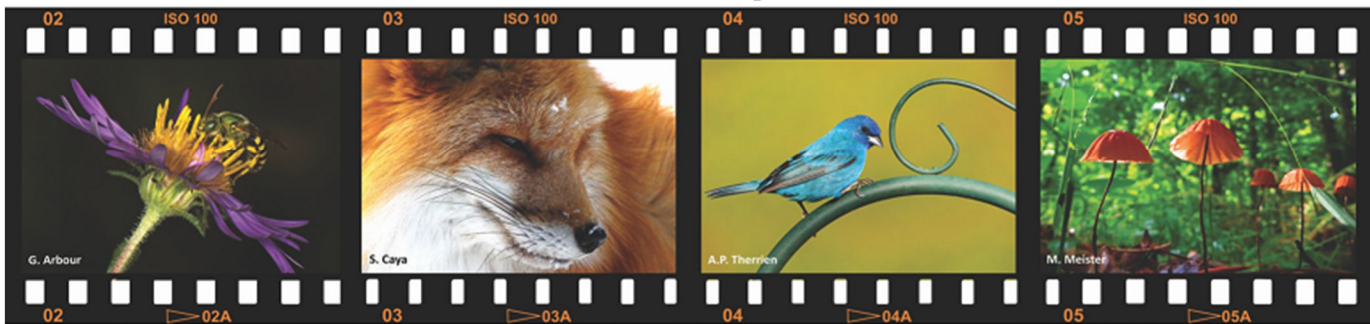 02 ISO 100 03 ISO 100 04 ISO 100 05 ISO 100
G. Arbour S. Caya A.P. Therrien M. Meister
02 02A 03 03A 04 04A 05 05A